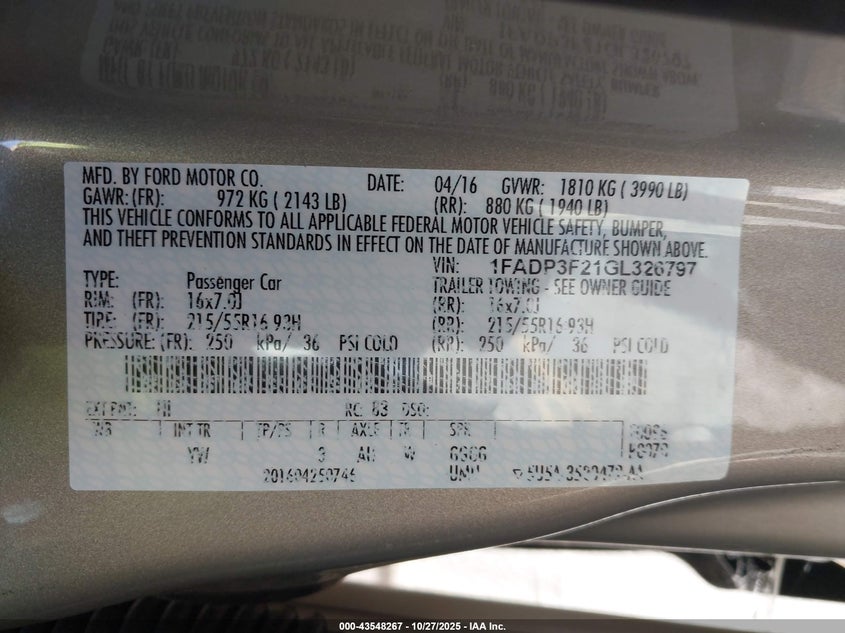 MFD. BY FORD MOTOR CO. DATE: 04/16 GVWR: 1810 KG ( 3990 LB)
GAWR: (FR): 972 KG ( 2143 LB) (RR): 880 KG ( 1940 LB)
THIS VEHICLE CONFORMS TO ALL APPLICABLE FEDERAL MOTOR VEHICLE SAFETY, BUMPER,
AND THEFT PREVENTION STANDARDS IN EFFECT ON THE DATE OF MANUFACTURE SHOWN ABOVE.
VIN: 1FADP3F21GL326797
TYPE: Passenger Car TRAILER TOWING - SEE OWNER GUIDE
RIM: (FR): 16x7.0J (RR): 16x7.0J
TIRE: (FR): 215/55R16 93H (RR): 215/55R16 93H
PRESSURE: (FR): 250 kPa/ 36 PSI COLD (RR): 250 kPa/ 36 PSI COLD
EXT PNT: RC: 83 DSO:
INT TR TP/PS R AXLE TR SPR
YW 3 AH W
UNVI
000-43548267 - 10/27/2025 - IAA Inc.